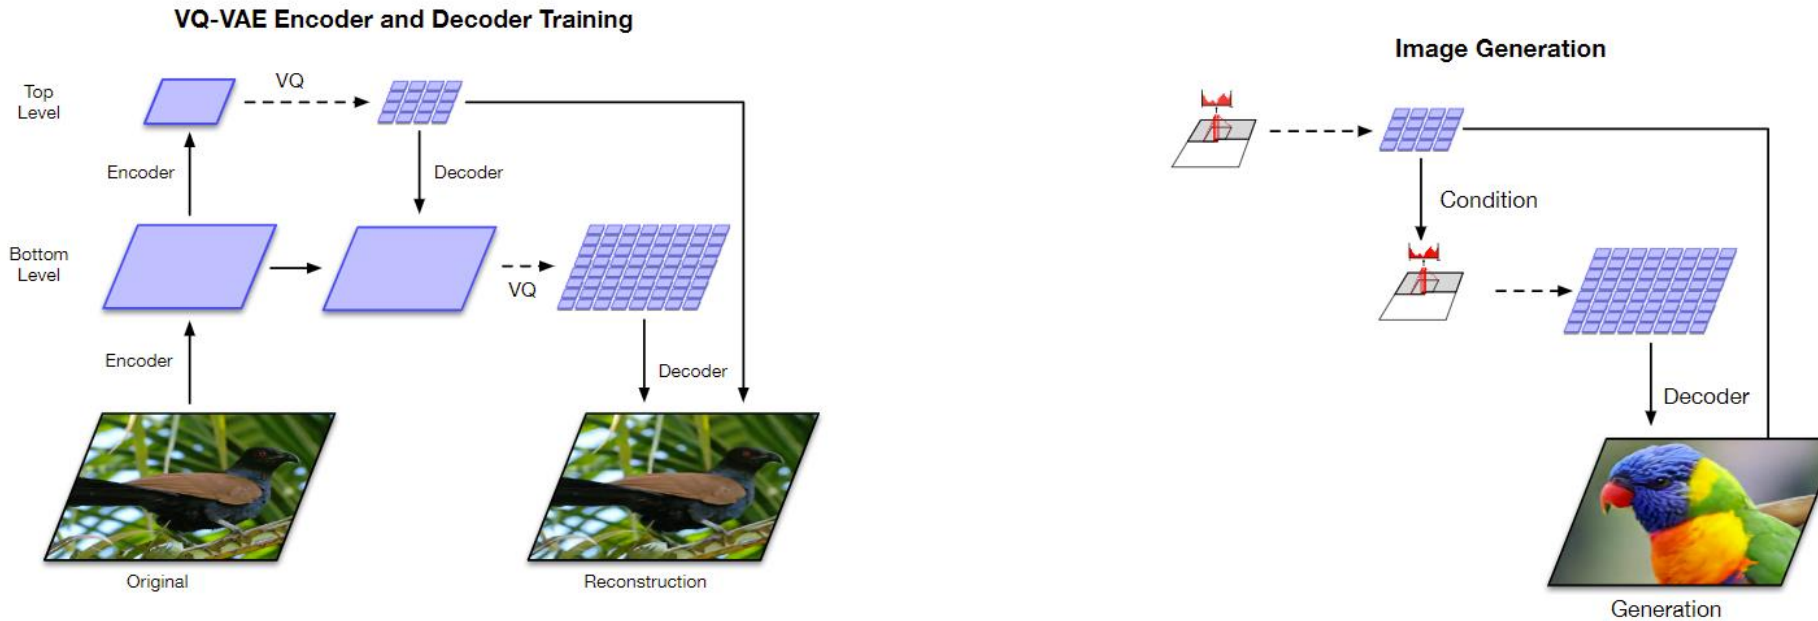 VQ-VAE Encoder and Decoder Training
Top
Level
VQ
Encoder
Decoder
Bottom
Level
VQ
Encoder
Decoder
Original
Reconstruction
Image Generation
Condition
Decoder
Generation